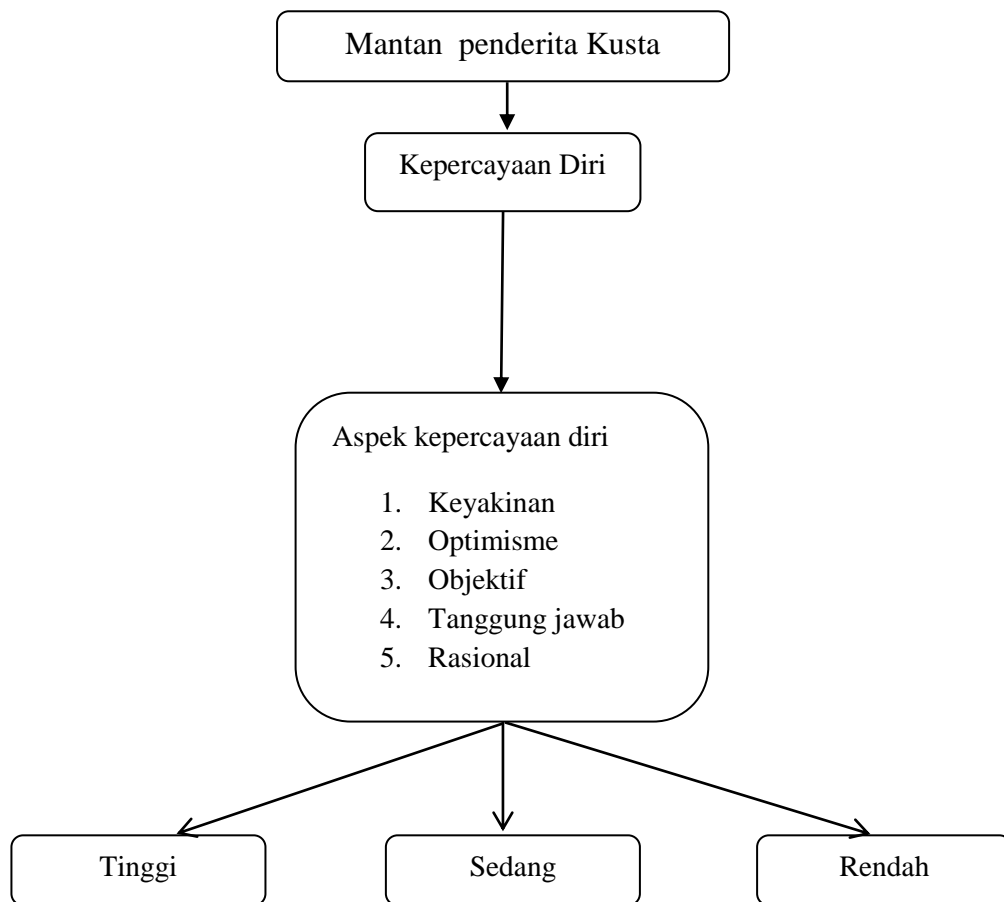 Mantan penderita Kusta
Kepercayaan Diri
Aspek kepercayaan diri
1. Keyakinan
2. Optimisme
3. Objektif
4. Tanggung jawab
5. Rasional
Tinggi
Sedang
Rendah